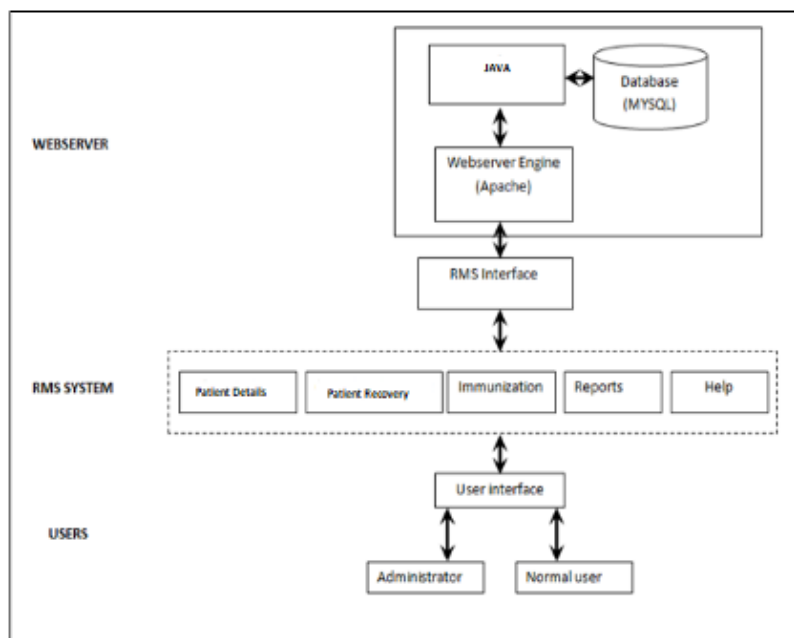 JAVA
Database
(MYSQL)
WEBSERVER
Webserver Engine
(Apache)
RMS Interface
RMS SYSTEM
Patient Details
Patient Recovery
Immunization
Reports
Help
User interface
USERS
Administrator
Normal user